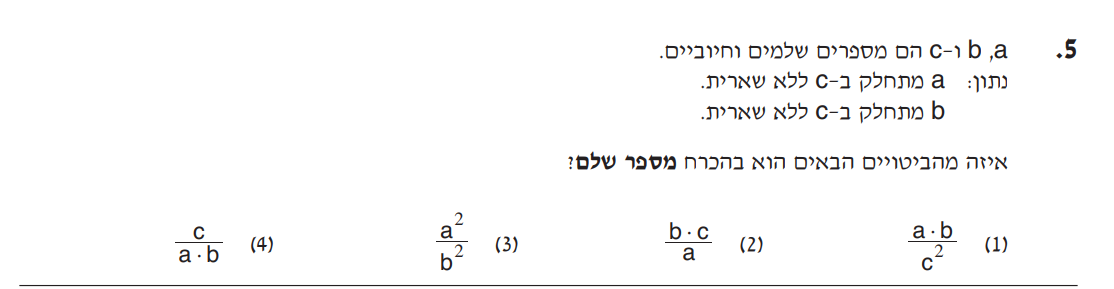 5. a, b ו-c הם מספרים שלמים וחיוביים.
נתון: a מתחלק ב-c ללא שארית.
b מתחלק ב-c ללא שארית.
איזה מהביטויים הבאים הוא בהכרח מספר שלם?
(1) \frac{a \cdot b}{c^2} (2) \frac{b \cdot c}{a} (3) \frac{a^2}{b^2} (4) \frac{c}{a \cdot b}